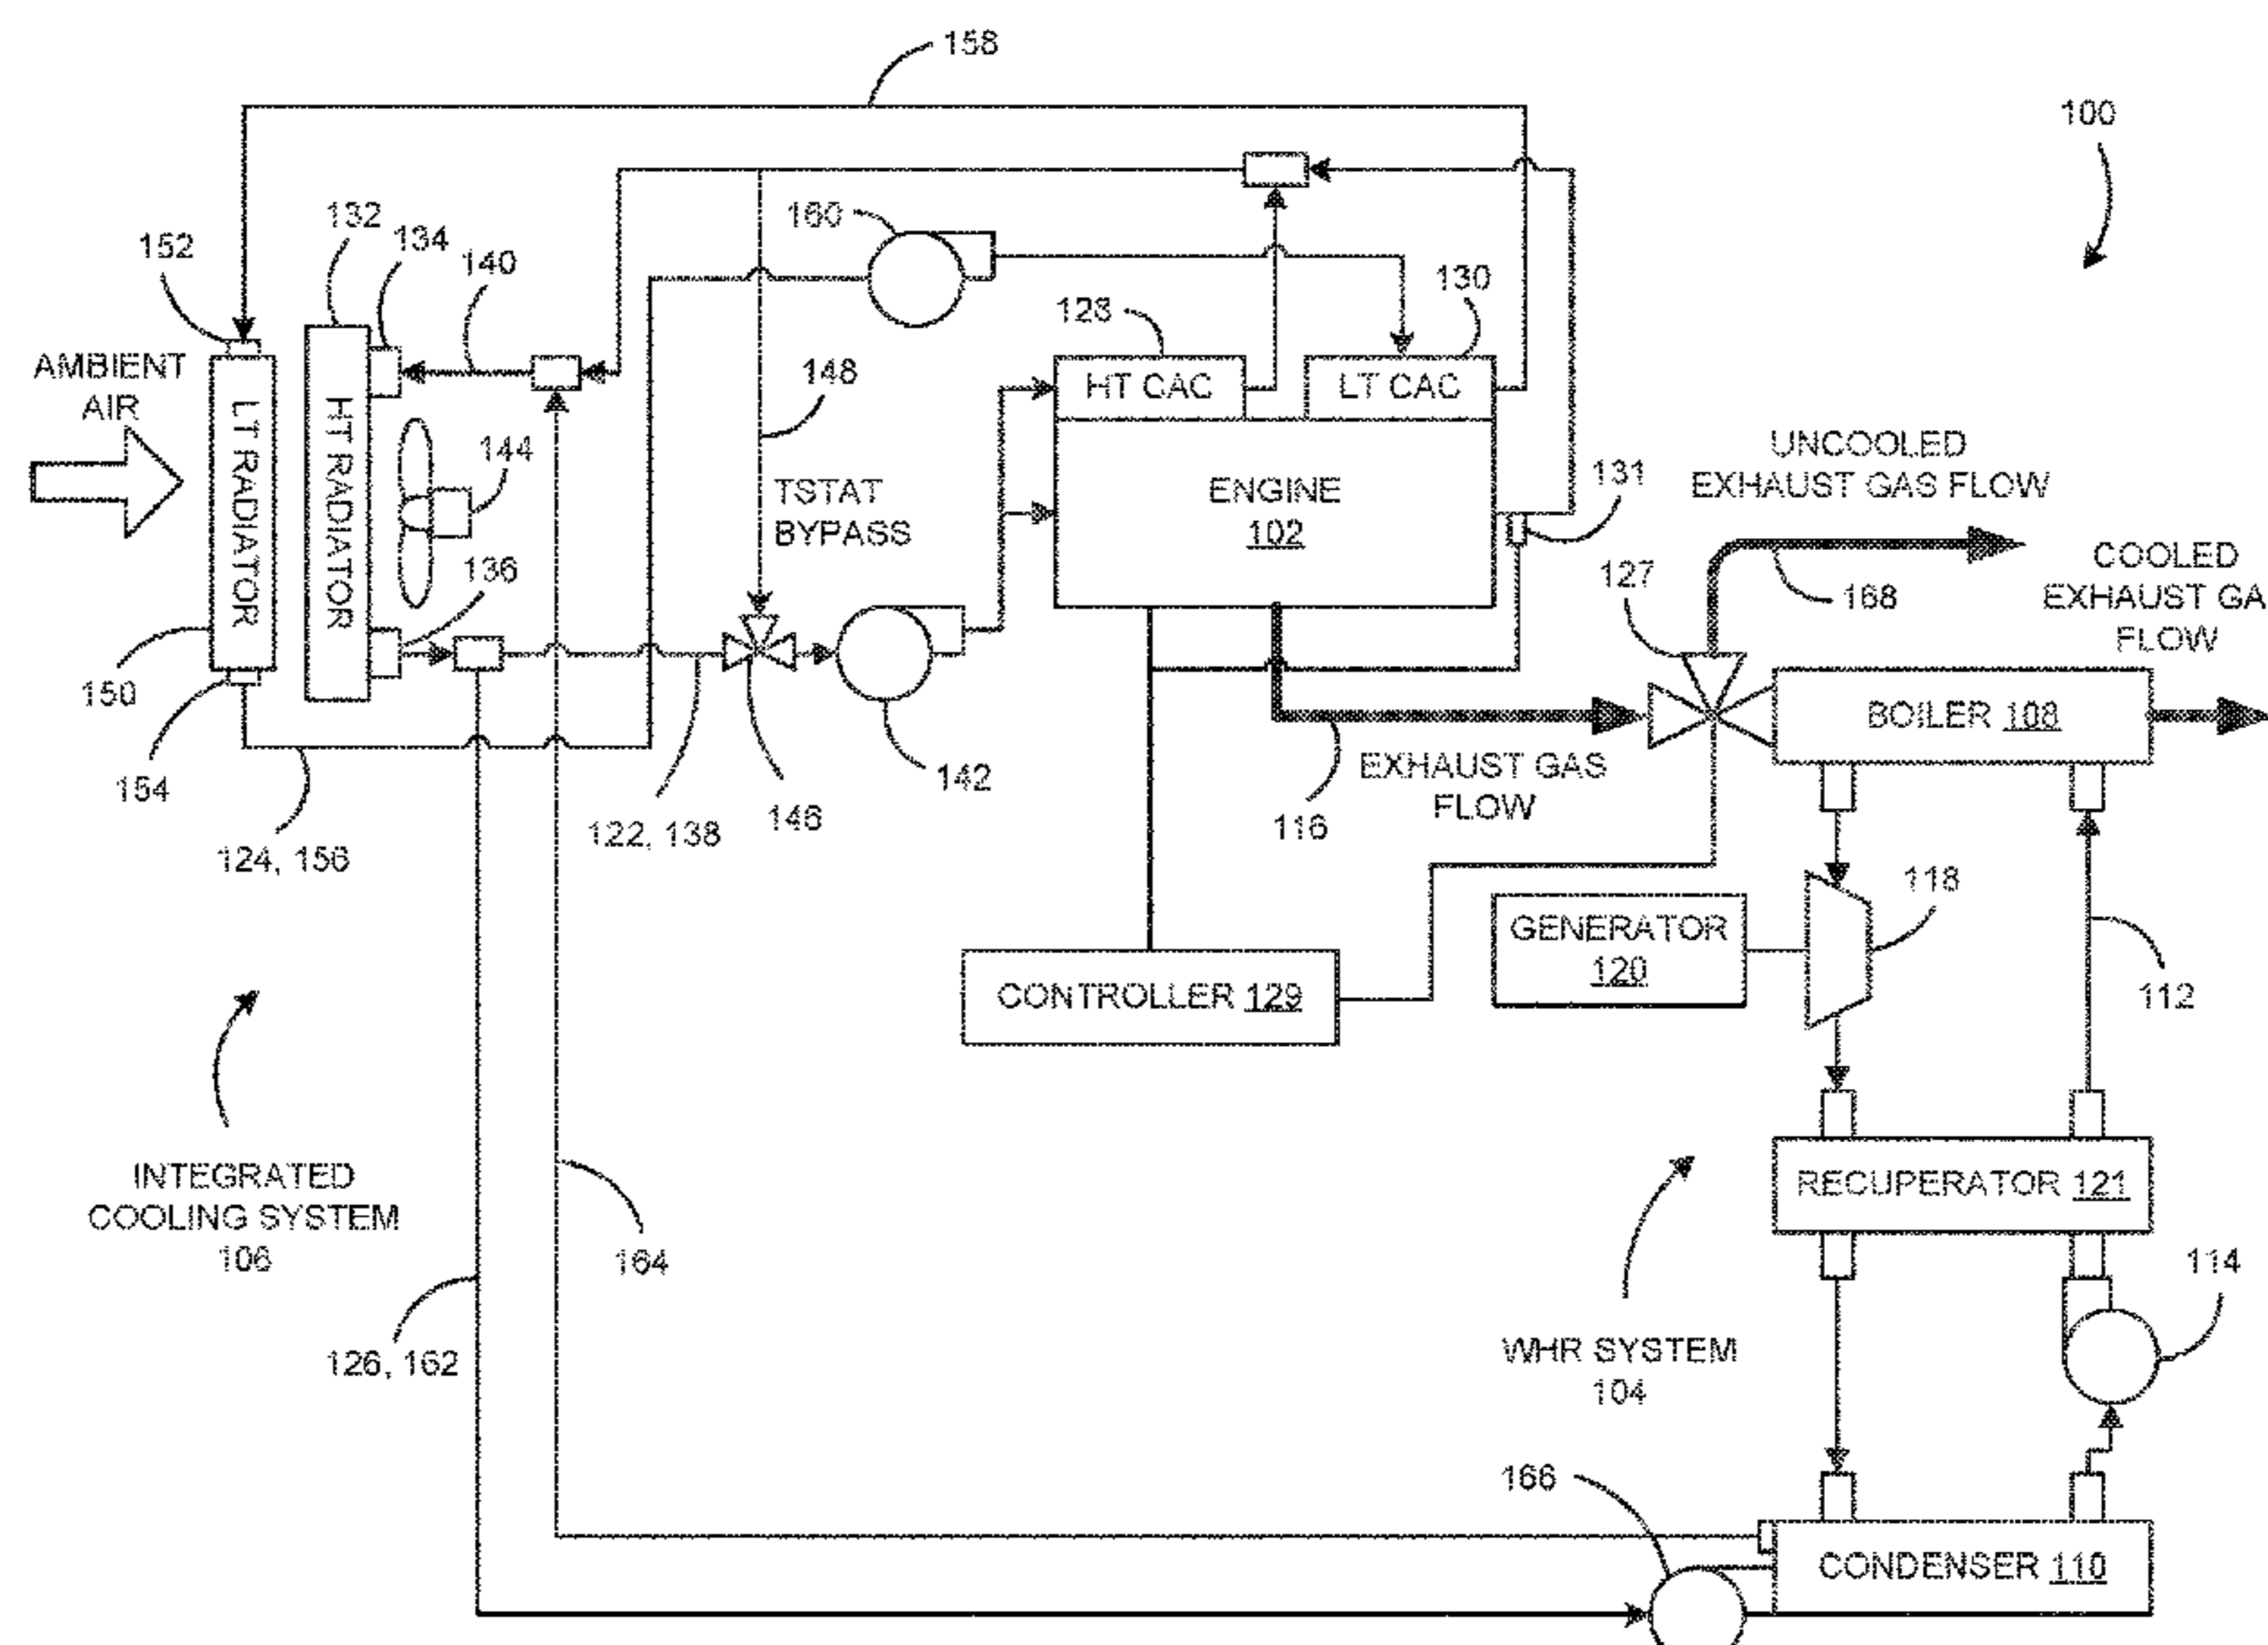 158
100
132
160
152
134
140
130
128
AMBIENT
AIR
HT CAC
LT CAC
148
UNCOOLED
EXHAUST GAS FLOW
LT RADIATOR
HT RADIATOR
144
TSTAT
BYPASS
ENGINE
102
131
COOLED
EXHAUST GA
FLOW
136
127
168
150
BOILER 108
154
142
EXHAUST GAS
FLOW
146
122, 138
116
124, 156
118
GENERATOR
120
CONTROLLER 129
112
INTEGRATED
COOLING SYSTEM
106
RECUPERATOR 121
164
114
126, 162
WHR SYSTEM
104
166
CONDENSER 110